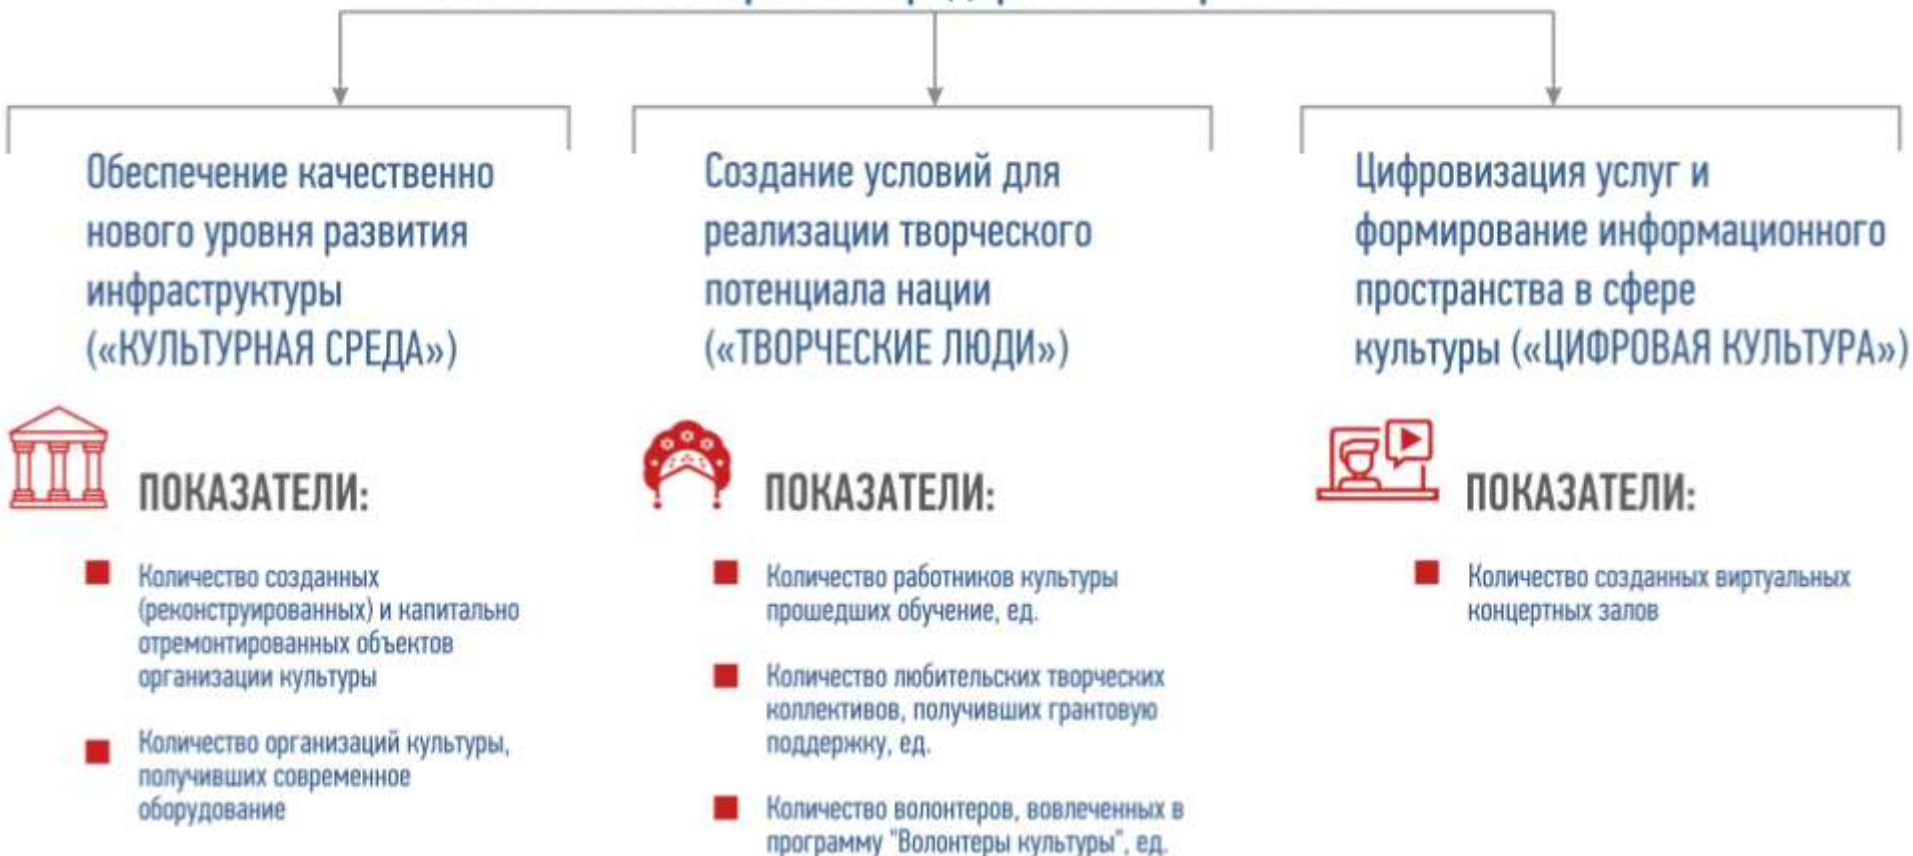 Обеспечение качественно
нового уровня развития
инфраструктуры
(«КУЛЬТУРНАЯ СРЕДА»)
ПОКАЗАТЕЛИ:
Количество созданных
(реконструированных) и капитально
отремонтированных объектов
организации культуры
Количество организаций культуры,
получивших современное
оборудование
Создание условий для
реализации творческого
потенциала нации
(«ТВОРЧЕСКИЕ ЛЮДИ»)
ПОКАЗАТЕЛИ:
Количество работников культуры
прошедших обучение, ед.
Количество любительских творческих
коллективов, получивших грантовую
поддержку, ед.
Количество волонтеров, вовлеченных в
программу "Волонтеры культуры", ед.
Цифровизация услуг и
формирование информационного
пространства в сфере
культуры («ЦИФРОВАЯ КУЛЬТУРА»)
ПОКАЗАТЕЛИ:
Количество созданных виртуальных
концертных залов